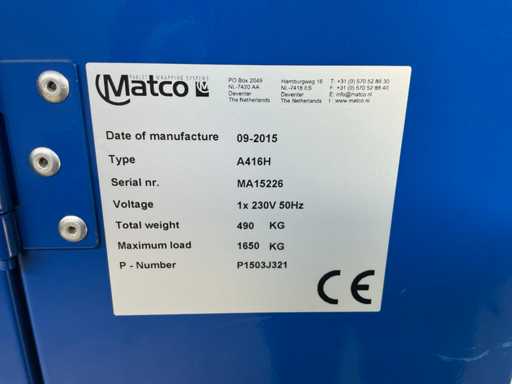 PALLET WRAPPING SYSTEMS
Matco
PO Box 2049 Hamburgweg 16 T: +31 (0) 570 52 88 30
NL-7420 AA NL-7418 ES F: +31 (0) 570 52 88 40
Deventer Deventer E: info@matco.nl
The Netherlands The Netherlands I: www.matco.nl
Date of manufacture 09-2015
Type A416H
Serial nr. MA15226
Voltage 1x 230V 50Hz
Total weight 490 KG
Maximum load 1650 KG
P - Number P1503J321
CE